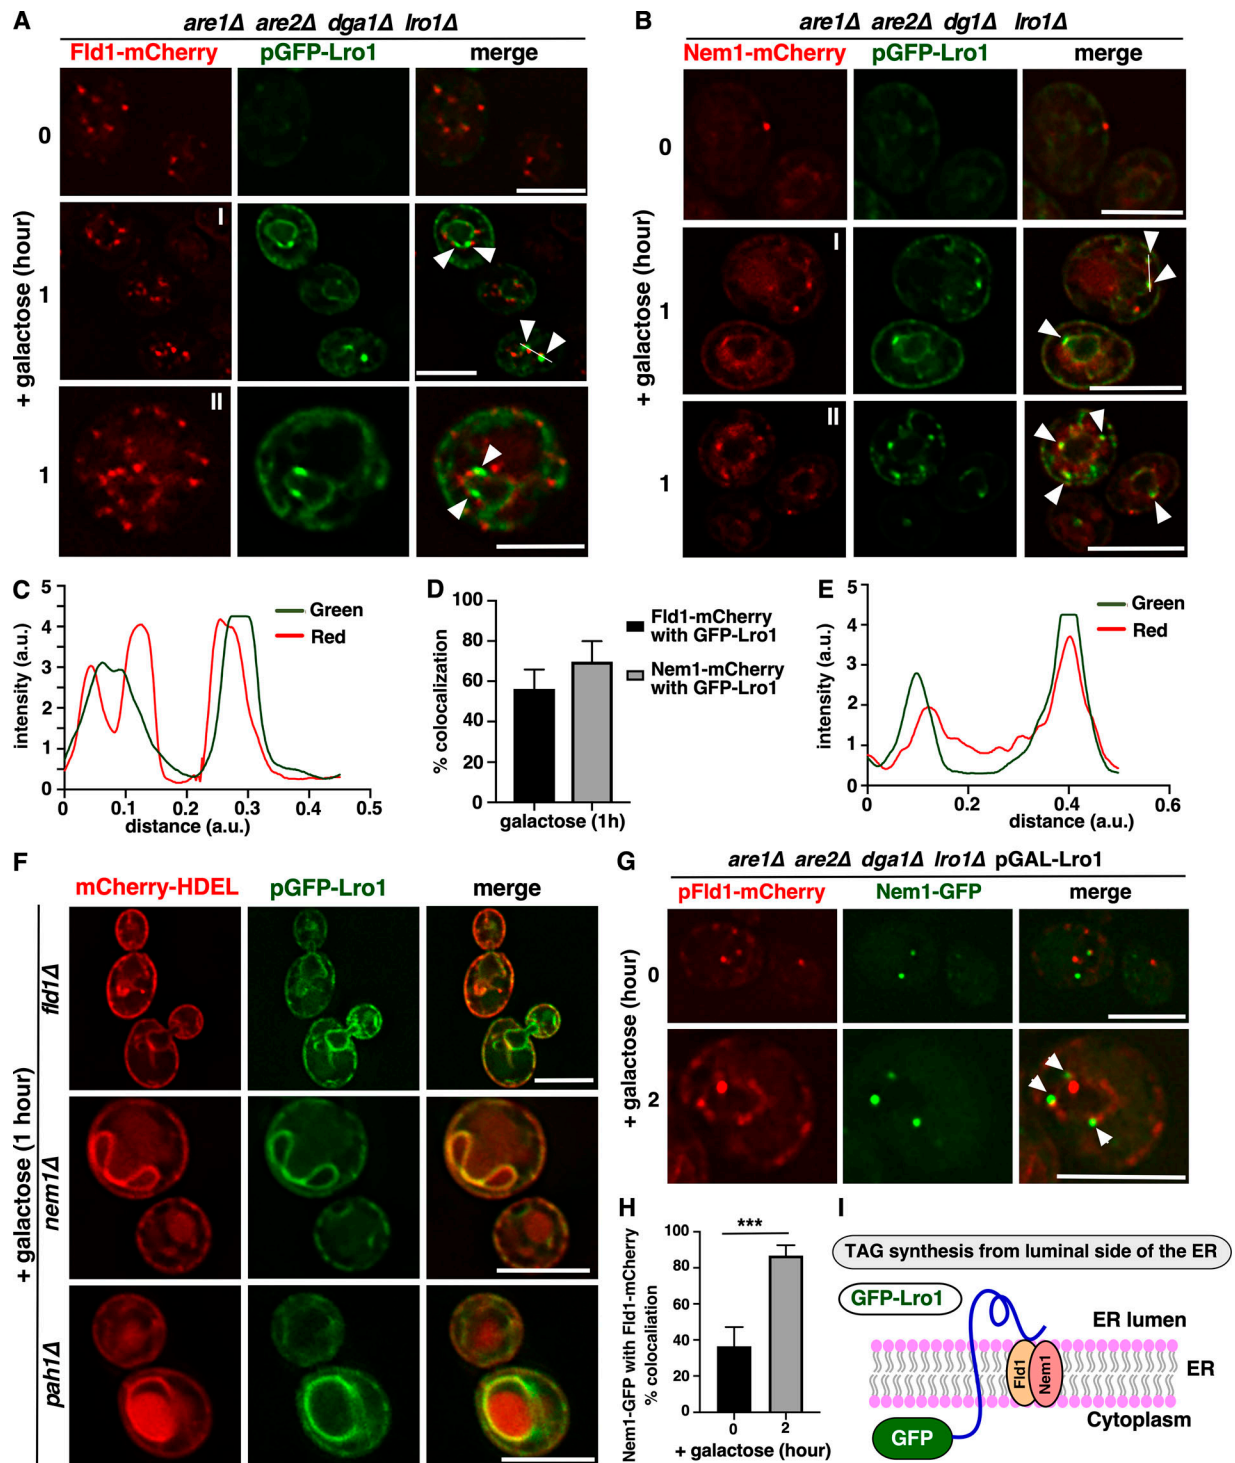 A
are1Δ are2Δ dga1Δ lro1Δ
Fld1-mCherry pGFP-Lro1 merge
+ galactose (hour)
0
1
I
1
II
B
are1Δ are2Δ dg1Δ lro1Δ
Nem1-mCherry pGFP-Lro1 merge
+ galactose (hour)
0
1
I
1
II
C
intensity (a.u.)
5
4
3
2
1
0
0 0.1 0.2 0.3 0.4 0.5
distance (a.u.)
Green
Red
D
% colocalization
100
80
60
40
20
0
galactose (1h)
Fld1-mCherry
with GFP-Lro1
Nem1-mCherry
with GFP-Lro1
E
intensity (a.u.)
5
4
3
2
1
0
0 0.2 0.4 0.6
distance (a.u.)
Green
Red
F
mCherry-HDEL pGFP-Lro1 merge
+ galactose (1 hour)
fld1Δ
nem1Δ
pah1Δ
G
are1Δ are2Δ dga1Δ lro1Δ pGAL-Lro1
pFld1-mCherry Nem1-GFP merge
+ galactose (hour)
0
2
H
Nem1-GFP with Fld1-mCherry
% colocaliation
100
80
60
40
20
0
***
0 2
+ galactose (hour)
I
TAG synthesis from luminal side of the ER
GFP-Lro1
ER lumen
Fld1
Nem1
ER
Cytoplasm
GFP